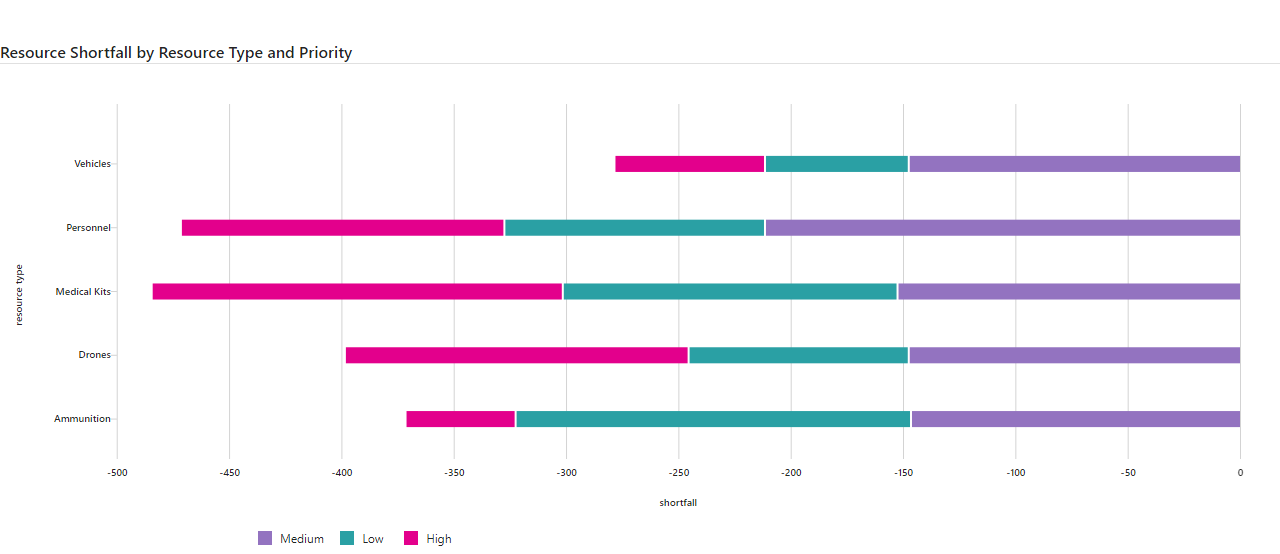 Resource Shortfall by Resource Type and Priority
Vehicles
Personnel
resource type
Medical Kits
Drones
Ammunition
-500 -450 -400 -350 -300 -250 -200 -150 -100 -50 0
shortfall
Medium Low High